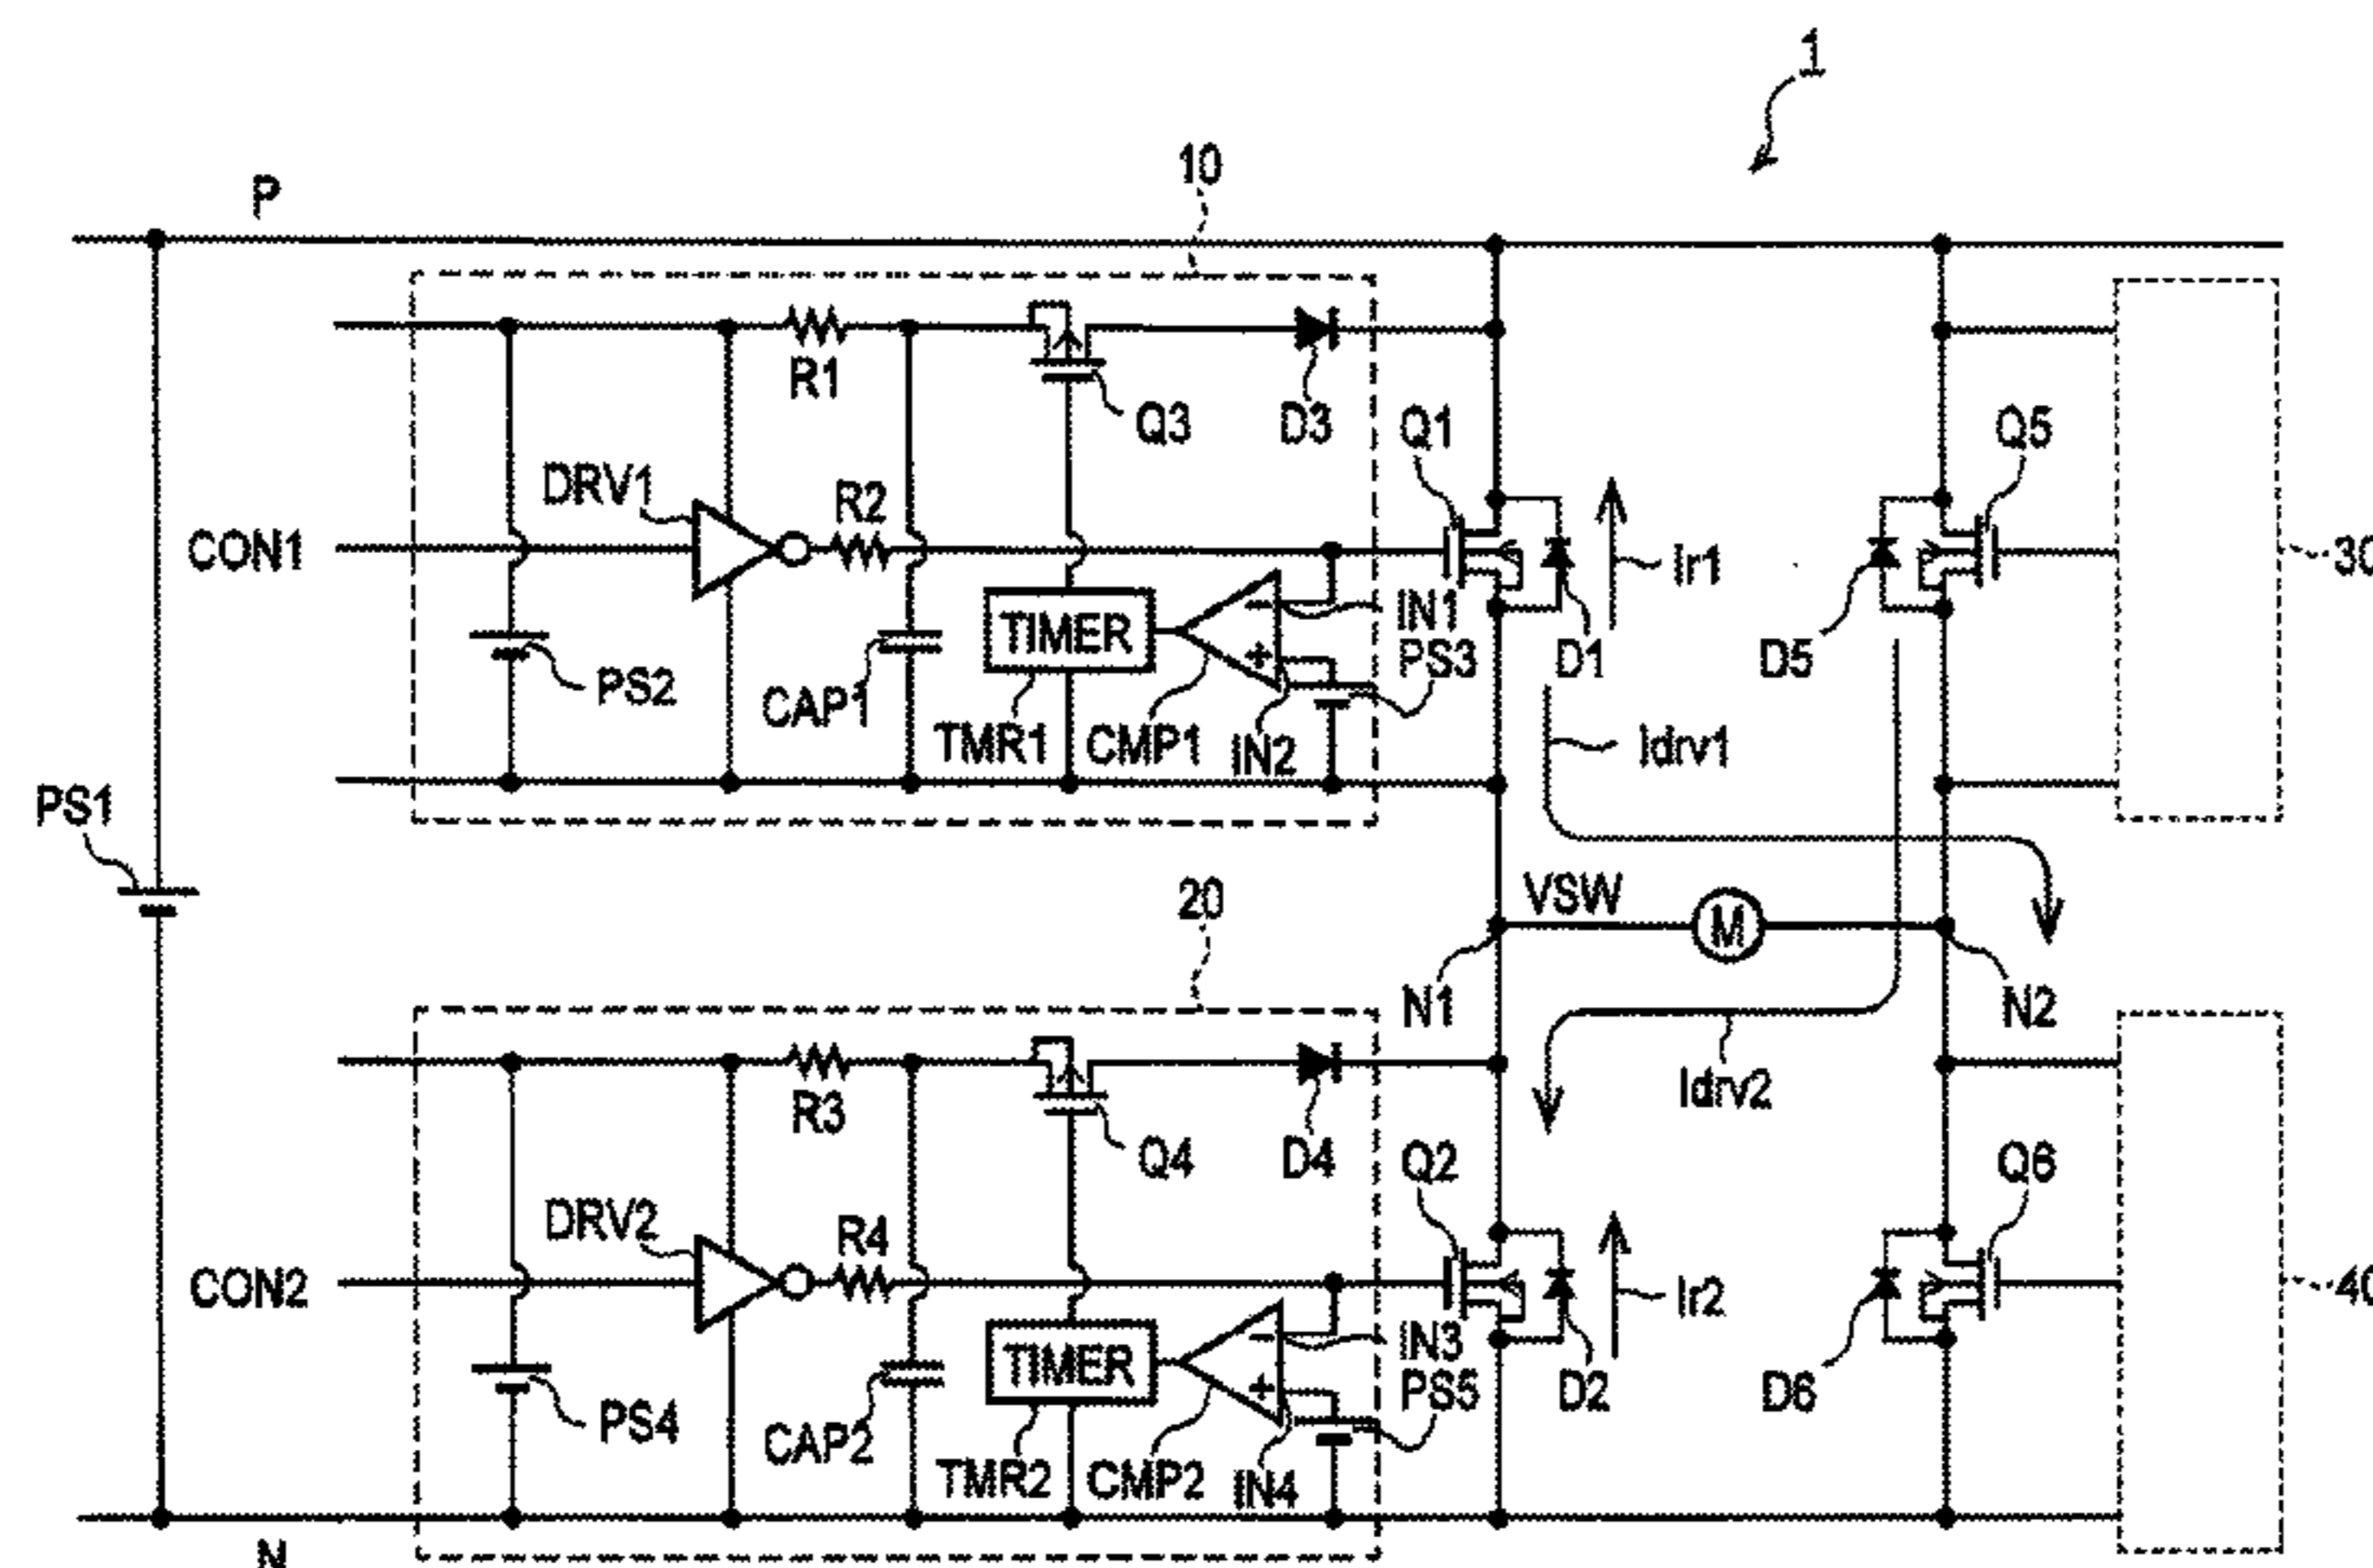 1
10
P
R1
Q3
D3
Q1
Q5
DRV1
R2
CON1
Ir1
30
TIMER
IN1
PS2
CAP1
PS3
D1
D5
TMR1
CMP1
IN2
Idrv1
PS1
20
VSW
M
N1
N2
R3
Idrv2
Q4
D4
Q2
Q6
DRV2
R4
CON2
Ir2
40
TIMER
IN3
PS4
CAP2
PS5
D2
D6
TMR2
CMP2
IN4
N